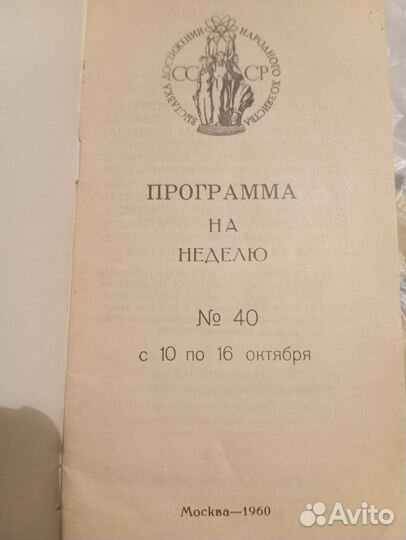 ВЫСТАВКА ДОСТИЖЕНИЙ НАРОДНОГО ХОЗЯЙСТВА
СССР
ПРОГРАММА
НА
НЕДЕЛЮ
№ 40
с 10 по 16 октября
Москва—1960
Avito